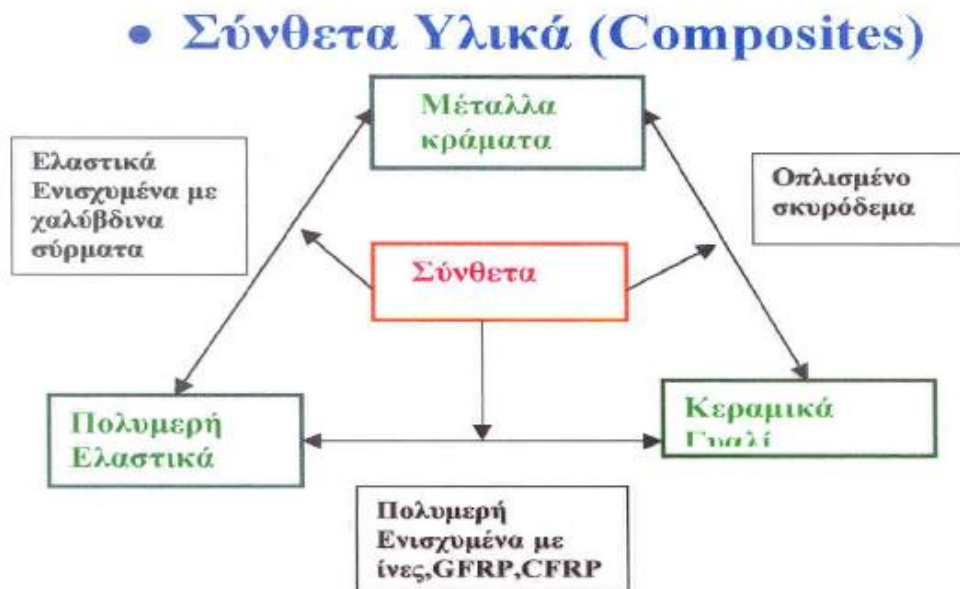 • Σύνθετα Υλικά (Composites)
Μέταλλα
κράματα
Ελαστικά
Ενισχυμένα με
χαλύβδινα
σύρματα
Οπλισμένο
σκυρόδεμα
Σύνθετα
Πολυμερή
Ελαστικά
Κεραμικά
Γυαλί
Πολυμερή
Ενισχυμένα με
ίνες,GFRP,CFRP